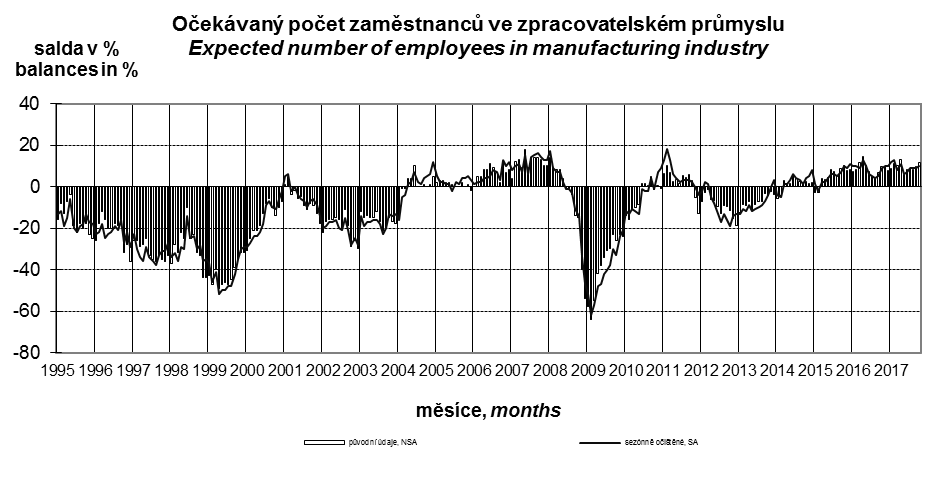 Očekávaný počet zaměstnanců ve zpracovatelském průmyslu
Expected number of employees in manufacturing industry
salda v %
balances in %
40
20
0
-20
-40
-60
-80
1995 1996 1997 1998 1999 2000 2001 2002 2003 2004 2005 2006 2007 2008 2009 2010 2011 2012 2013 2014 2015 2016 2017
měsíce, months
původní údaje, NSA
sezónně očištěné, SA